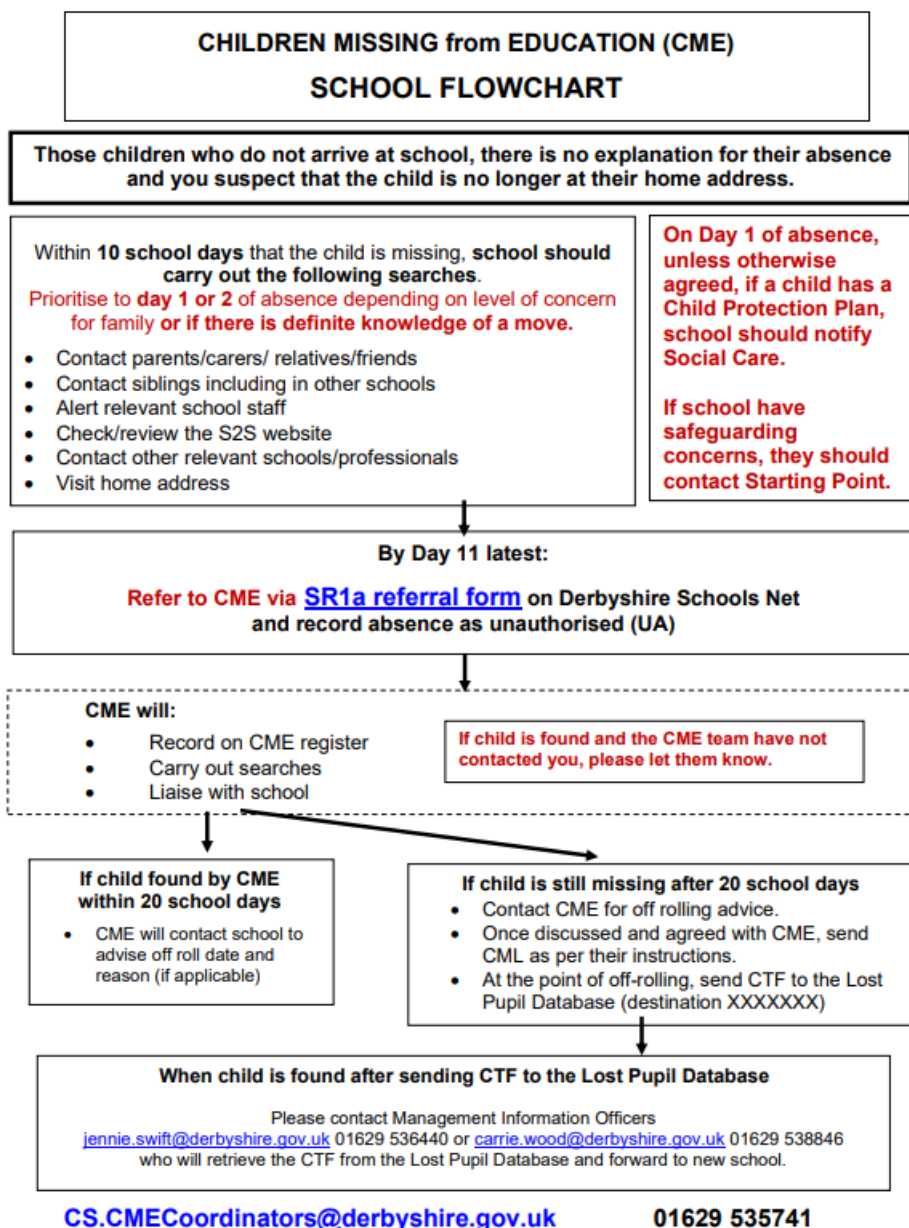 CHILDREN MISSING from EDUCATION (CME)
SCHOOL FLOWCHART
Those children who do not arrive at school, there is no explanation for their absence
and you suspect that the child is no longer at their home address.
Within 10 school days that the child is missing, school should
carry out the following searches.
Prioritise to day 1 or 2 of absence depending on level of concern
for family or if there is definite knowledge of a move.
• Contact parents/carers/ relatives/friends
• Contact siblings including in other schools
• Alert relevant school staff
• Check/review the S2S website
• Contact other relevant schools/professionals
• Visit home address
On Day 1 of absence,
unless otherwise
agreed, if a child has a
Child Protection Plan,
school should notify
Social Care.
If school have
safeguarding
concerns, they should
contact Starting Point.
By Day 11 latest:
Refer to CME via SR1a referral form on Derbyshire Schools Net
and record absence as unauthorised (UA)
CME will:
• Record on CME register
• Carry out searches
• Liaise with school
If child is found and the CME team have not
contacted you, please let them know.
If child found by CME
within 20 school days
• CME will contact school to
advise off roll date and
reason (if applicable)
If child is still missing after 20 school days
• Contact CME for off rolling advice.
• Once discussed and agreed with CME, send
CML as per their instructions.
• At the point of off-rolling, send CTF to the Lost
Pupil Database (destination XXXXXXX)
When child is found after sending CTF to the Lost Pupil Database
Please contact Management Information Officers
jennie.swift@derbyshire.gov.uk 01629 536440 or carrie.wood@derbyshire.gov.uk 01629 538846
who will retrieve the CTF from the Lost Pupil Database and forward to new school.
CS.CMECoordinators@derbyshire.gov.uk 01629 535741